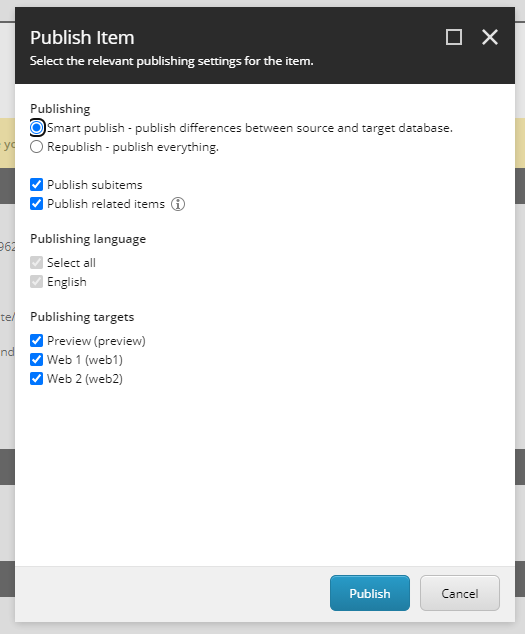 Publish Item
Select the relevant publishing settings for the item.
Publishing
Smart publish - publish differences between source and target database.
Republish - publish everything.
Publish subitems
Publish related items
Publishing language
Select all
English
Publishing targets
Preview (preview)
Web 1 (web1)
Web 2 (web2)
Publish
Cancel